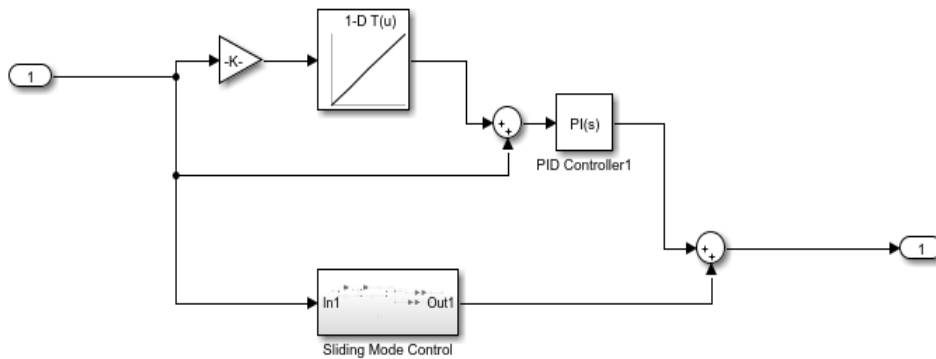 1-D T(u)
-K-
1
+
+
PI(s)
PID Controller1
+
+
1
In1
Out1
Sliding Mode Control